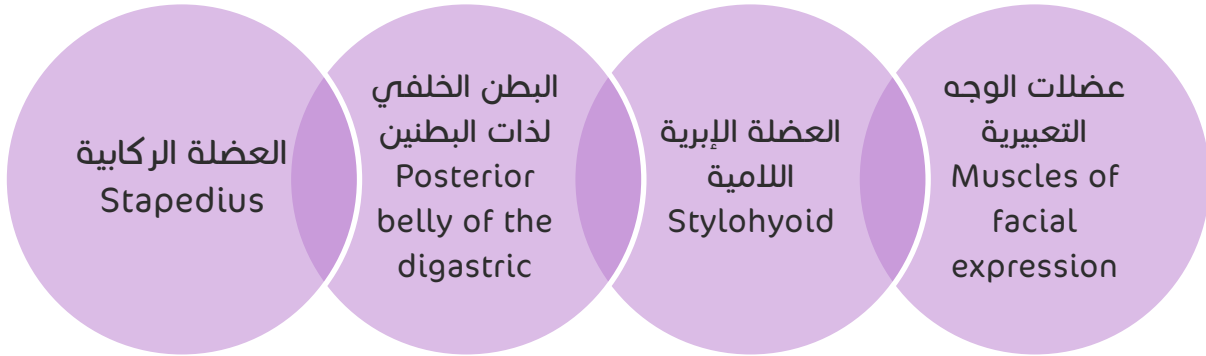 العضلة الركابية
Stapedius
البطن الخلفي
لذات البطنين
Posterior
belly of the
digastric
العضلة الإبرية
اللامية
Stylohyoid
عضلات الوجه
التعبيرية
Muscles of
facial
expression